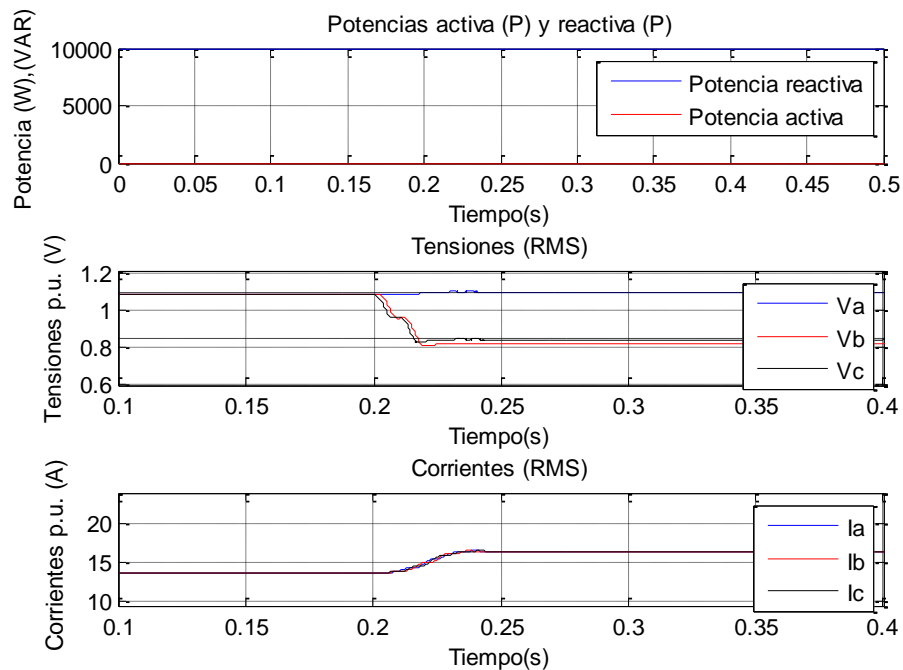 Potencias activa (P) y reactiva (P)
Potencia (W),(VAR)
10000
5000
0
Potencia reactiva
Potencia activa
0 0.05 0.1 0.15 0.2 0.25 0.3 0.35 0.4 0.45 0.5
Tiempo(s)
Tensiones (RMS)
Tensiones p.u. (V)
1.2
1
0.8
0.6
Va
Vb
Vc
0.1 0.15 0.2 0.25 0.3 0.35 0.4
Tiempo(s)
Corrientes (RMS)
Corrientes p.u. (A)
20
15
10
Ia
Ib
Ic
0.1 0.15 0.2 0.25 0.3 0.35 0.4
Tiempo(s)